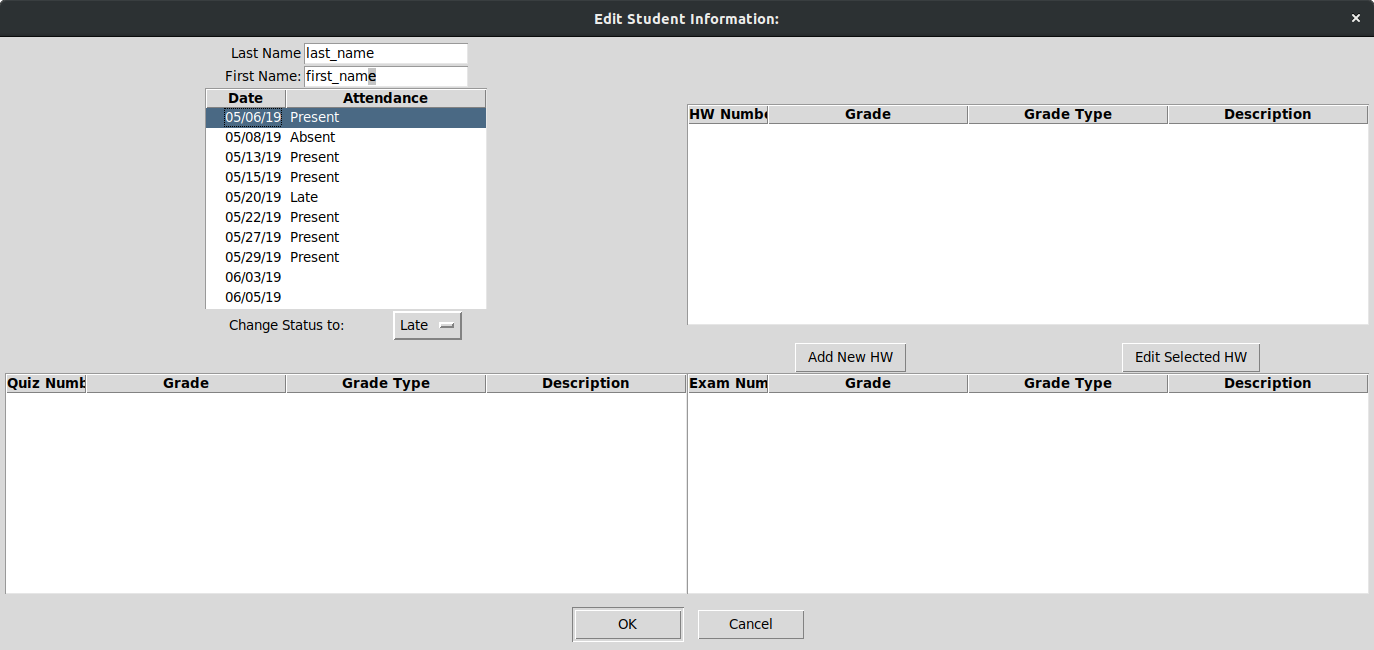 Edit Student Information:
×
Last Name last_name
First Name: first_name
Date Attendance
05/06/19 Present
05/08/19 Absent
05/13/19 Present
05/15/19 Present
05/20/19 Late
05/22/19 Present
05/27/19 Present
05/29/19 Present
06/03/19
06/05/19
Change Status to: Late
HW Numbe Grade Grade Type Description
Add New HW Edit Selected HW
Quiz Numb Grade Grade Type Description
Exam Num Grade Grade Type Description
OK Cancel